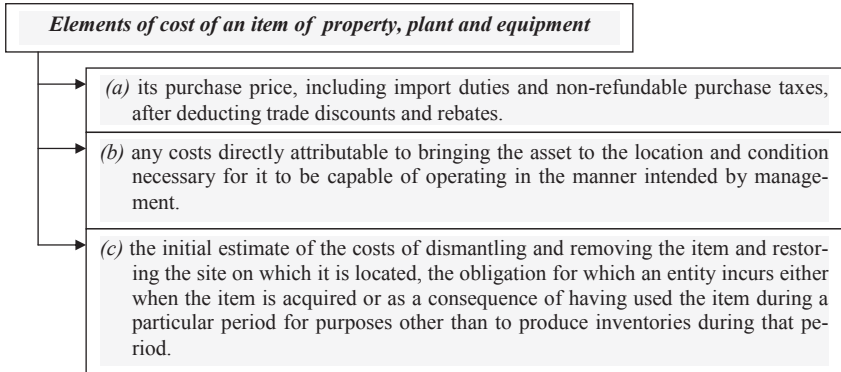 Elements of cost of an item of property, plant and equipment
(a) its purchase price, including import duties and non-refundable purchase taxes,
after deducting trade discounts and rebates.
(b) any costs directly attributable to bringing the asset to the location and condition
necessary for it to be capable of operating in the manner intended by manage-
ment.
(c) the initial estimate of the costs of dismantling and removing the item and restor-
ing the site on which it is located, the obligation for which an entity incurs either
when the item is acquired or as a consequence of having used the item during a
particular period for purposes other than to produce inventories during that pe-
riod.